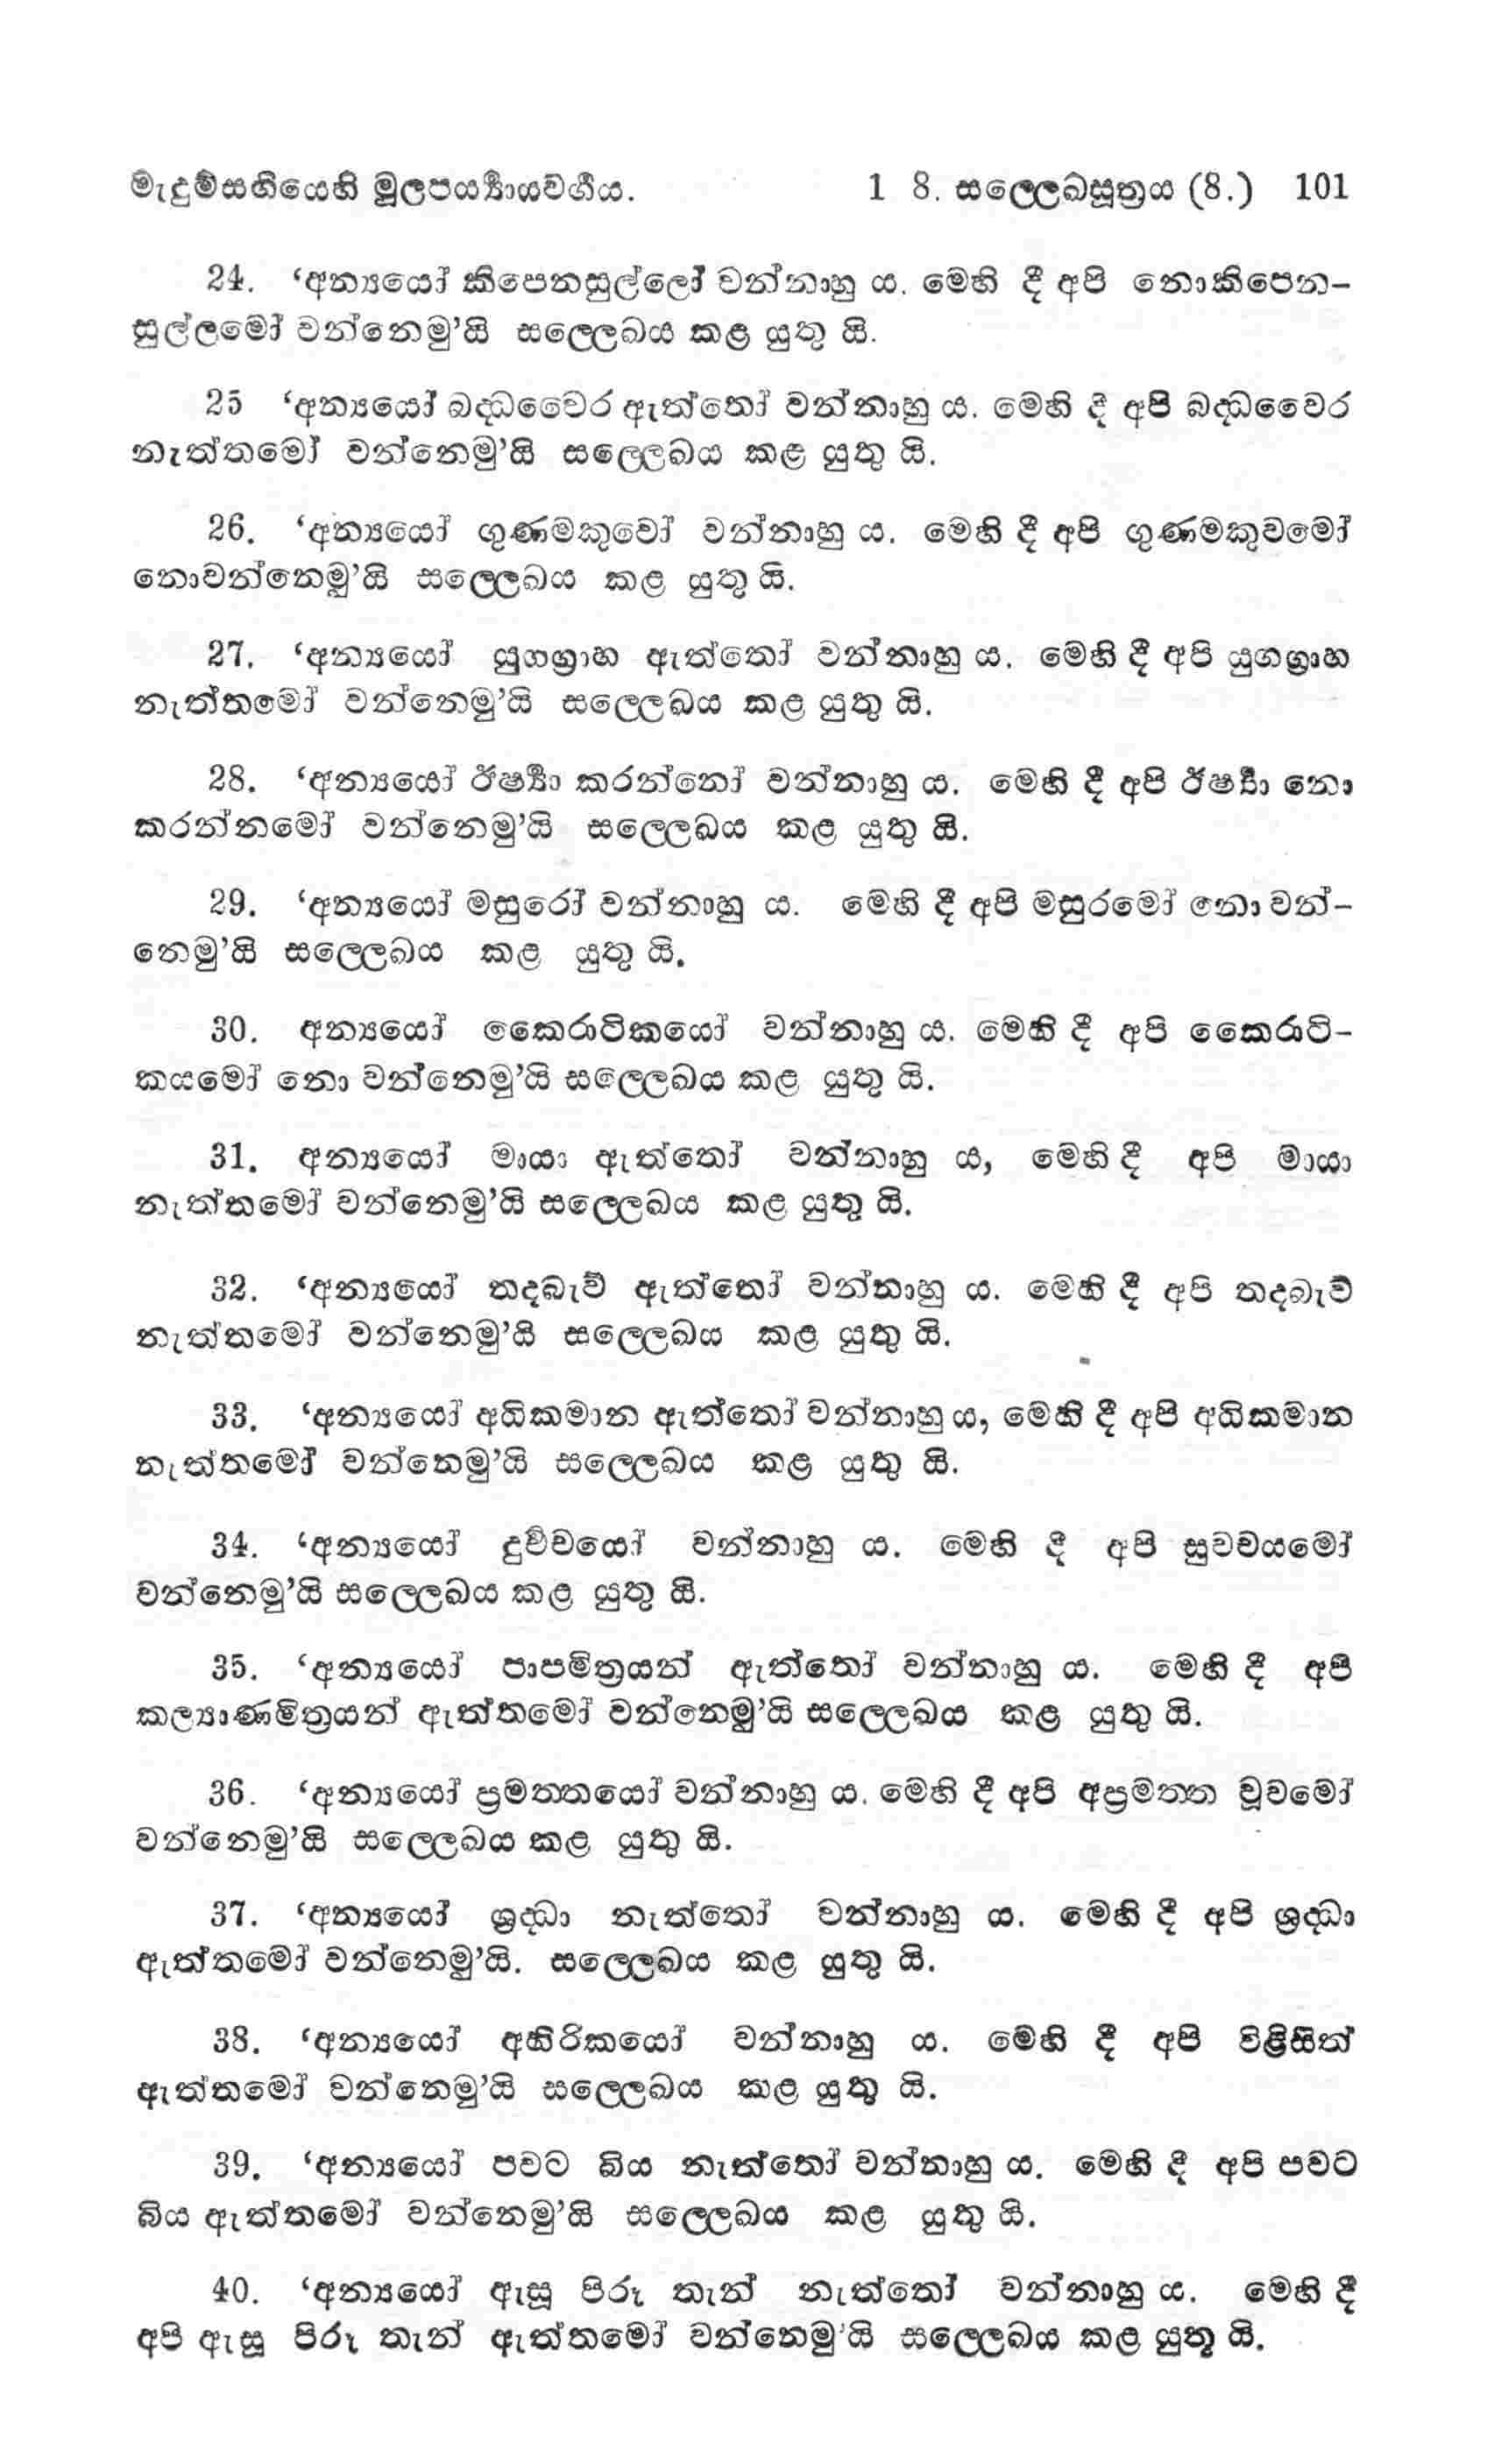 මැදුම්සඟියෙහි මූලපර්‍ය්‍යායවර්‍ගය. 1 8. සල්ලෙඛසූත්‍රය (8.) 101
24. ‘අන්‍යයෝ කිපෙනසුල්ලෝ වන්නාහු ය. මෙහි දී අපි නොකිපෙන-
සුල්ලමෝ වන්නෙමු’යි සල්ලෙඛය කළ යුතු යි.
25 ‘අන්‍යයෝ බද්ධවෛර ඇත්තෝ වන්නාහු ය. මෙහි දී අපි බද්ධවෛර
නැත්තමෝ වන්නෙමු’යි සල්ලෙඛය කළ යුතු යි.
26. ‘අන්‍යයෝ ගුණමකුවෝ වන්නාහු ය. මෙහි දී අපි ගුණමකුවමෝ
නොවන්නෙමු’යි සල්ලෙඛය කළ යුතු යි.
27. ‘අන්‍යයෝ යුගග්‍රාහ ඇත්තෝ වන්නාහු ය. මෙහි දී අපි යුගග්‍රාහ
නැත්තමෝ වන්නෙමු’යි සල්ලෙඛය කළ යුතු යි.
28. ‘අන්‍යයෝ ඊර්‍ෂ්‍යා කරන්නෝ වන්නාහු ය. මෙහි දී අපි ඊර්‍ෂ්‍යා නො
කරන්නමෝ වන්නෙමු’යි සල්ලෙඛය කළ යුතු යි.
29. ‘අන්‍යයෝ මසුරෝ වන්නාහු ය. මෙහි දී අපි මසුරමෝ නො වන්-
නෙමු’යි සල්ලෙඛය කළ යුතු යි.
30. අන්‍යයෝ කෛරාටිකයෝ වන්නාහු ය. මෙහි දී අපි කෛරාටි-
කයමෝ නො වන්නෙමු’යි සල්ලෙඛය කළ යුතු යි.
31. අන්‍යයෝ මායා ඇත්තෝ වන්නාහු ය, මෙහි දී අපි මායා
නැත්තමෝ වන්නෙමු’යි සල්ලෙඛය කළ යුතු යි.
32. ‘අන්‍යයෝ තදබැව් ඇත්තෝ වන්නාහු ය. මෙහි දී අපි තදබැව්
නැත්තමෝ වන්නෙමු’යි සල්ලෙඛය කළ යුතු යි.
33. ‘අන්‍යයෝ අධිකමාන ඇත්තෝ වන්නාහු ය, මෙහි දී අපි අධිකමාන
නැත්තමෝ වන්නෙමු’යි සල්ලෙඛය කළ යුතු යි.
34. ‘අන්‍යයෝ දුර්‍වචයෝ වන්නාහු ය. මෙහි දී අපි සුවචයමෝ
වන්නෙමු’යි සල්ලෙඛය කළ යුතු යි.
35. ‘අන්‍යයෝ පාපමිත්‍රයන් ඇත්තෝ වන්නාහු ය. මෙහි දී අපි
කල්‍යාණමිත්‍රයන් ඇත්තමෝ වන්නෙමු’යි සල්ලෙඛය කළ යුතු යි.
36. ‘අන්‍යයෝ ප්‍රමත්තයෝ වන්නාහු ය. මෙහි දී අපි අප්‍රමත්ත වූවමෝ
වන්නෙමු’යි සල්ලෙඛය කළ යුතු යි.
37. ‘අන්‍යයෝ ශ්‍රද්ධා නැත්තෝ වන්නාහු ය. මෙහි දී අපි ශ්‍රද්ධා
ඇත්තමෝ වන්නෙමු’යි. සල්ලෙඛය කළ යුතු යි.
38. ‘අන්‍යයෝ අහිරිකයෝ වන්නාහු ය. මෙහි දී අපි විළිසිත්
ඇත්තමෝ වන්නෙමු’යි සල්ලෙඛය කළ යුතු යි.
39. ‘අන්‍යයෝ පවට බිය නැත්තෝ වන්නාහු ය. මෙහි දී අපි පවට
බිය ඇත්තමෝ වන්නෙමු’යි සල්ලෙඛය කළ යුතු යි.
40. ‘අන්‍යයෝ ඇසූ පිරූ තැන් නැත්තෝ වන්නාහු ය. මෙහි දී
අපි ඇසූ පිරූ තැන් ඇත්තමෝ වන්නෙමු’යි සල්ලෙඛය කළ යුතු යි.